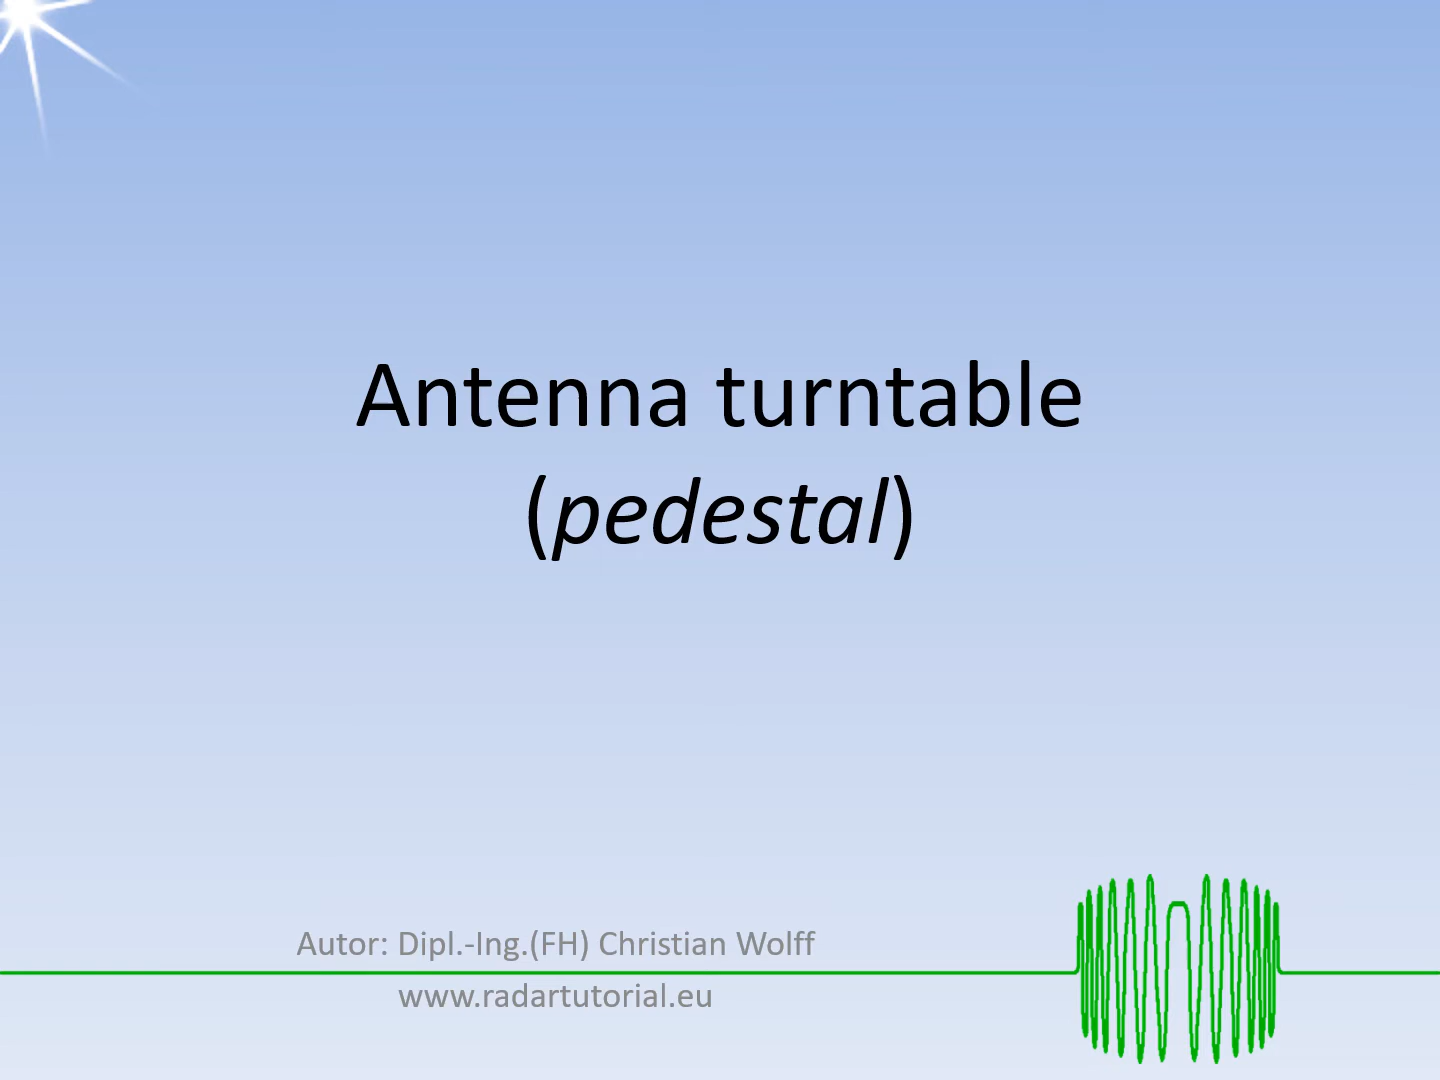 Antenna turntable
(pedestal)
Autor: Dipl.-Ing.(FH) Christian Wolff
www.radartutorial.eu